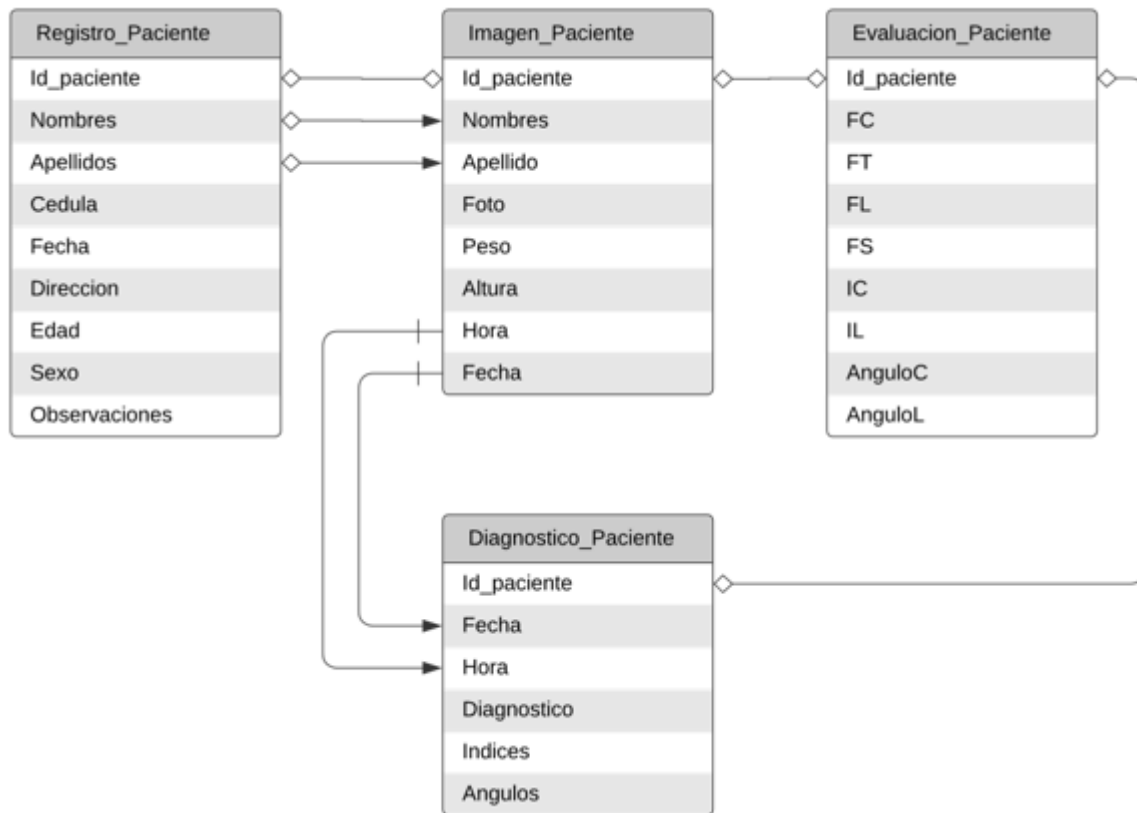 Registro_Paciente
Id_paciente
Nombres
Apellidos
Cedula
Fecha
Direccion
Edad
Sexo
Observaciones
Imagen_Paciente
Id_paciente
Nombres
Apellido
Foto
Peso
Altura
Hora
Fecha
Evaluacion_Paciente
Id_paciente
FC
FT
FL
FS
IC
IL
AnguloC
AnguloL
Diagnostico_Paciente
Id_paciente
Fecha
Hora
Diagnostico
Indices
Angulos